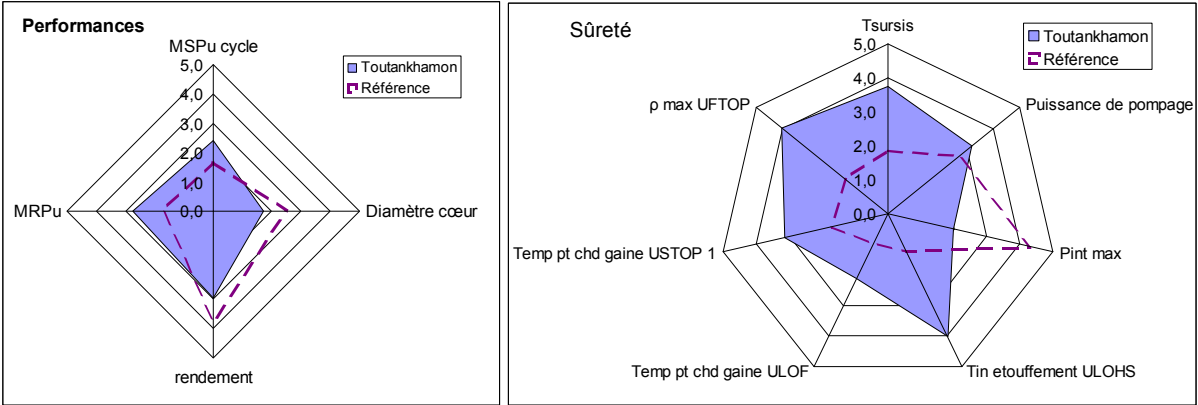 Performances
MSPu cycle
5,0
4,0
3,0
2,0
1,0
0,0
Toutankhamon
Référence
MRPu
Diamètre cœur
rendement
Sûreté
Tsursis
5,0
4,0
3,0
2,0
1,0
0,0
Toutankhamon
Référence
ρ max UFTOP
Puissance de pompage
Temp pt chd gaine USTOP 1
Pint max
Temp pt chd gaine ULOF
Tin etouffement ULOHS